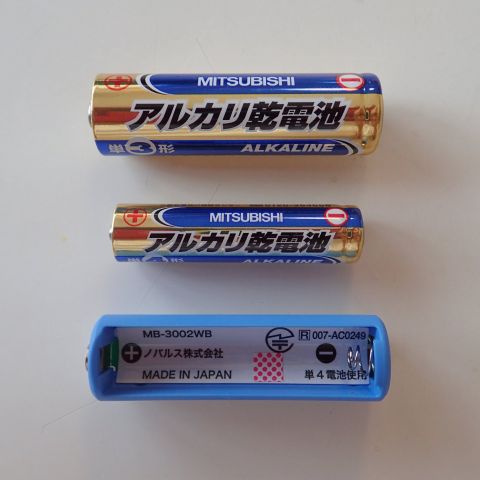 MITSUBISHI
アルカリ乾電池
単3形 ALKALINE
MITSUBISHI
アルカリ乾電池
ALKALINE
MB-3002WB
R 007-AC0249
ノバルス株式会社
MADE IN JAPAN
単4電池使用